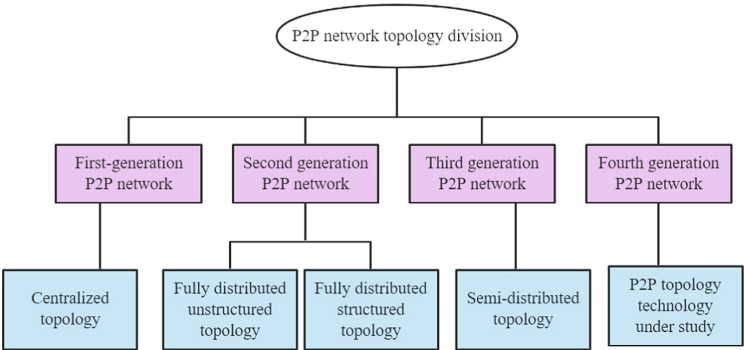 P2P network topology division
First-generation
P2P network
Second generation
P2P network
Third generation
P2P network
Fourth generation
P2P network
Centralized
topology
Fully distributed
unstructured
topology
Fully distributed
structured
topology
Semi-distributed
topology
P2P topology
technology
under study